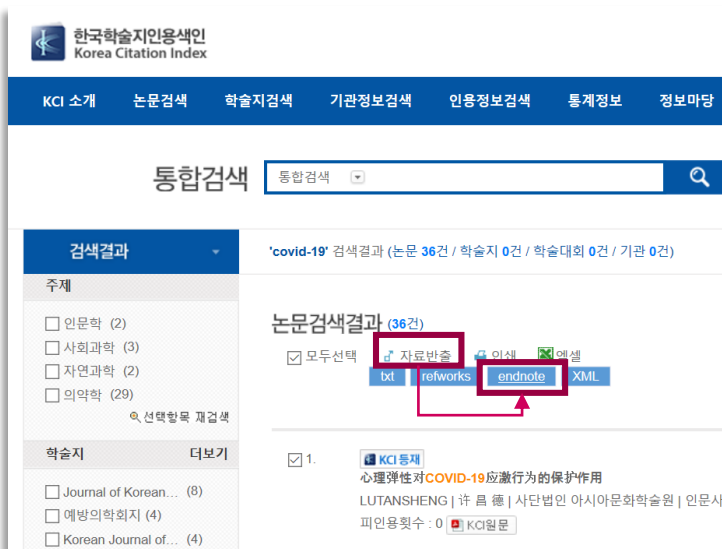 한국학술지인용색인
Korea Citation Index
KCI 소개 논문검색 학술지검색 기관정보검색 인용정보검색 통계정보 정보마당
통합검색 통합검색
검색결과 'covid-19' 검색결과 (논문 36건 / 학술지 0건 / 학술대회 0건 / 기관 0건)
주제
논문검색결과 (36건)
인문학 (2)
사회과학 (3)
자연과학 (2)
의약학 (29)
선택항목 재검색
모두선택 자료반출 인쇄 엑셀
txt refworks endnote XML
학술지 더보기
Journal of Korean... (8)
예방의학회지 (4)
Korean Journal of... (4)
1. KCI 등재
心理弹性对COVID-19应激行为的保护作用
LUTANSHENG | 许 昌 德 | 사단법인 아시아문화학술원 | 인문사
피인용횟수 : 0 KCI원문